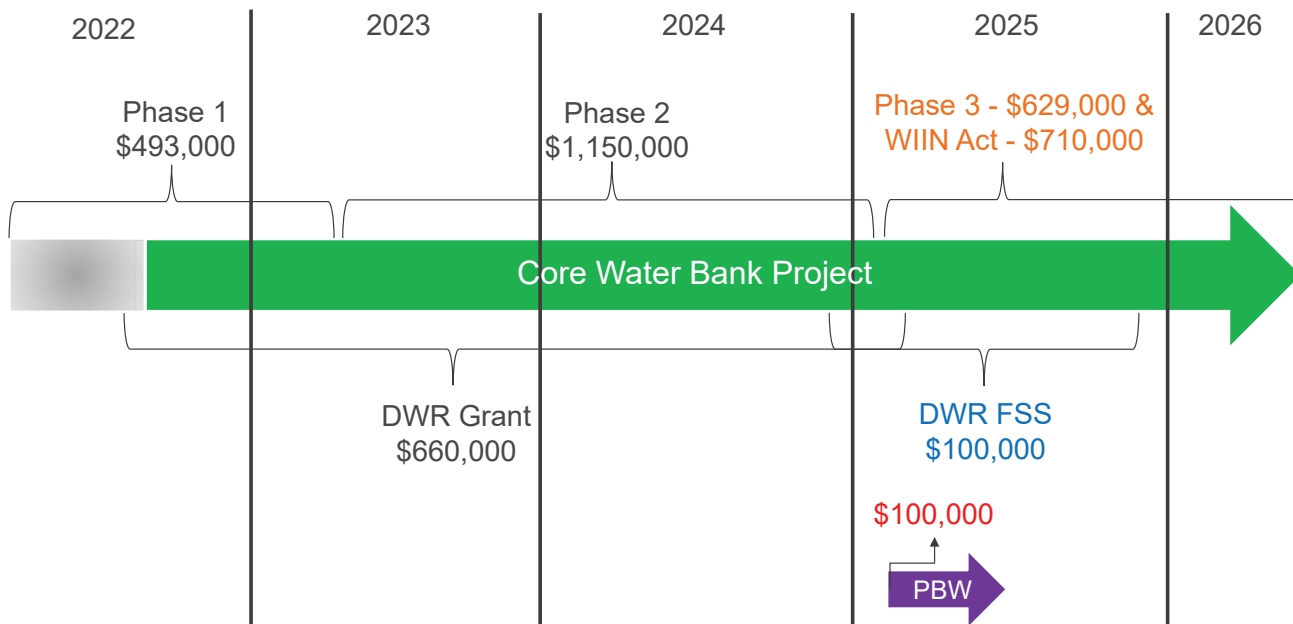 2022
2023
2024
2025
2026
Phase 1
$493,000
Phase 2
$1,150,000
Phase 3 - $629,000 &
WIIN Act - $710,000
Core Water Bank Project
DWR Grant
$660,000
DWR FSS
$100,000
$100,000
PBW